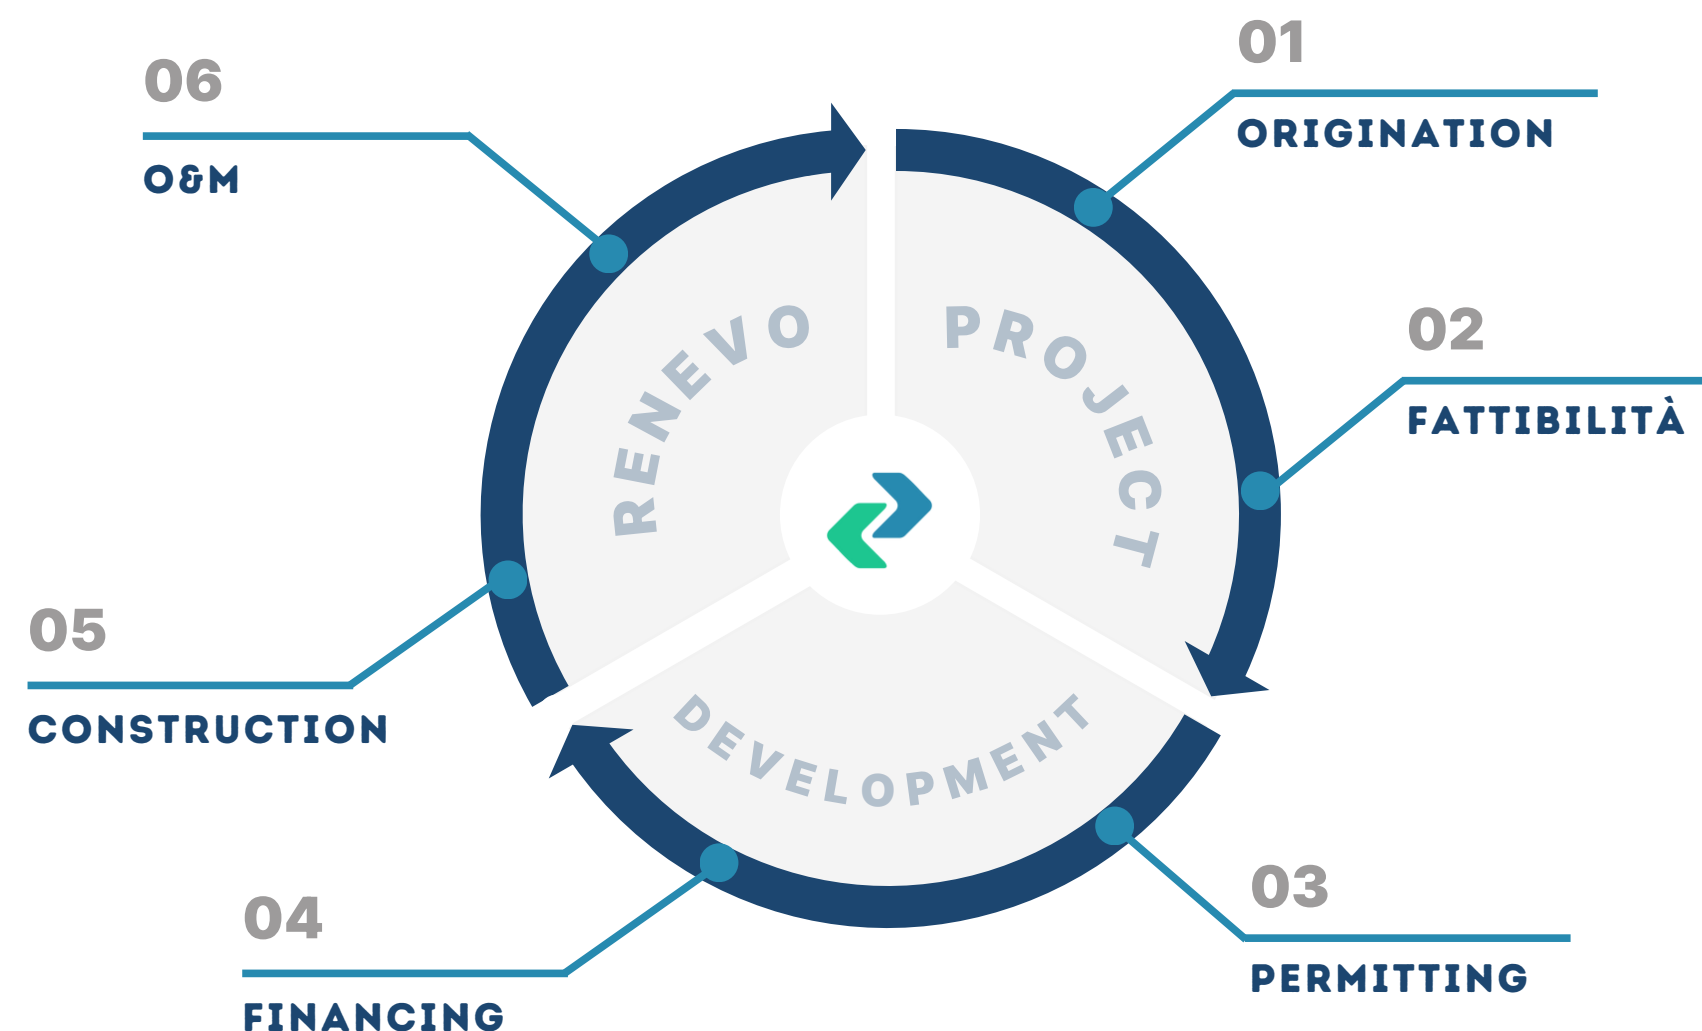 01
ORIGINATION
02
FATTIBILITÀ
03
PERMITTING
04
FINANCING
05
CONSTRUCTION
06
O&M
RENEVO
PROJECT
DEVELOPMENT